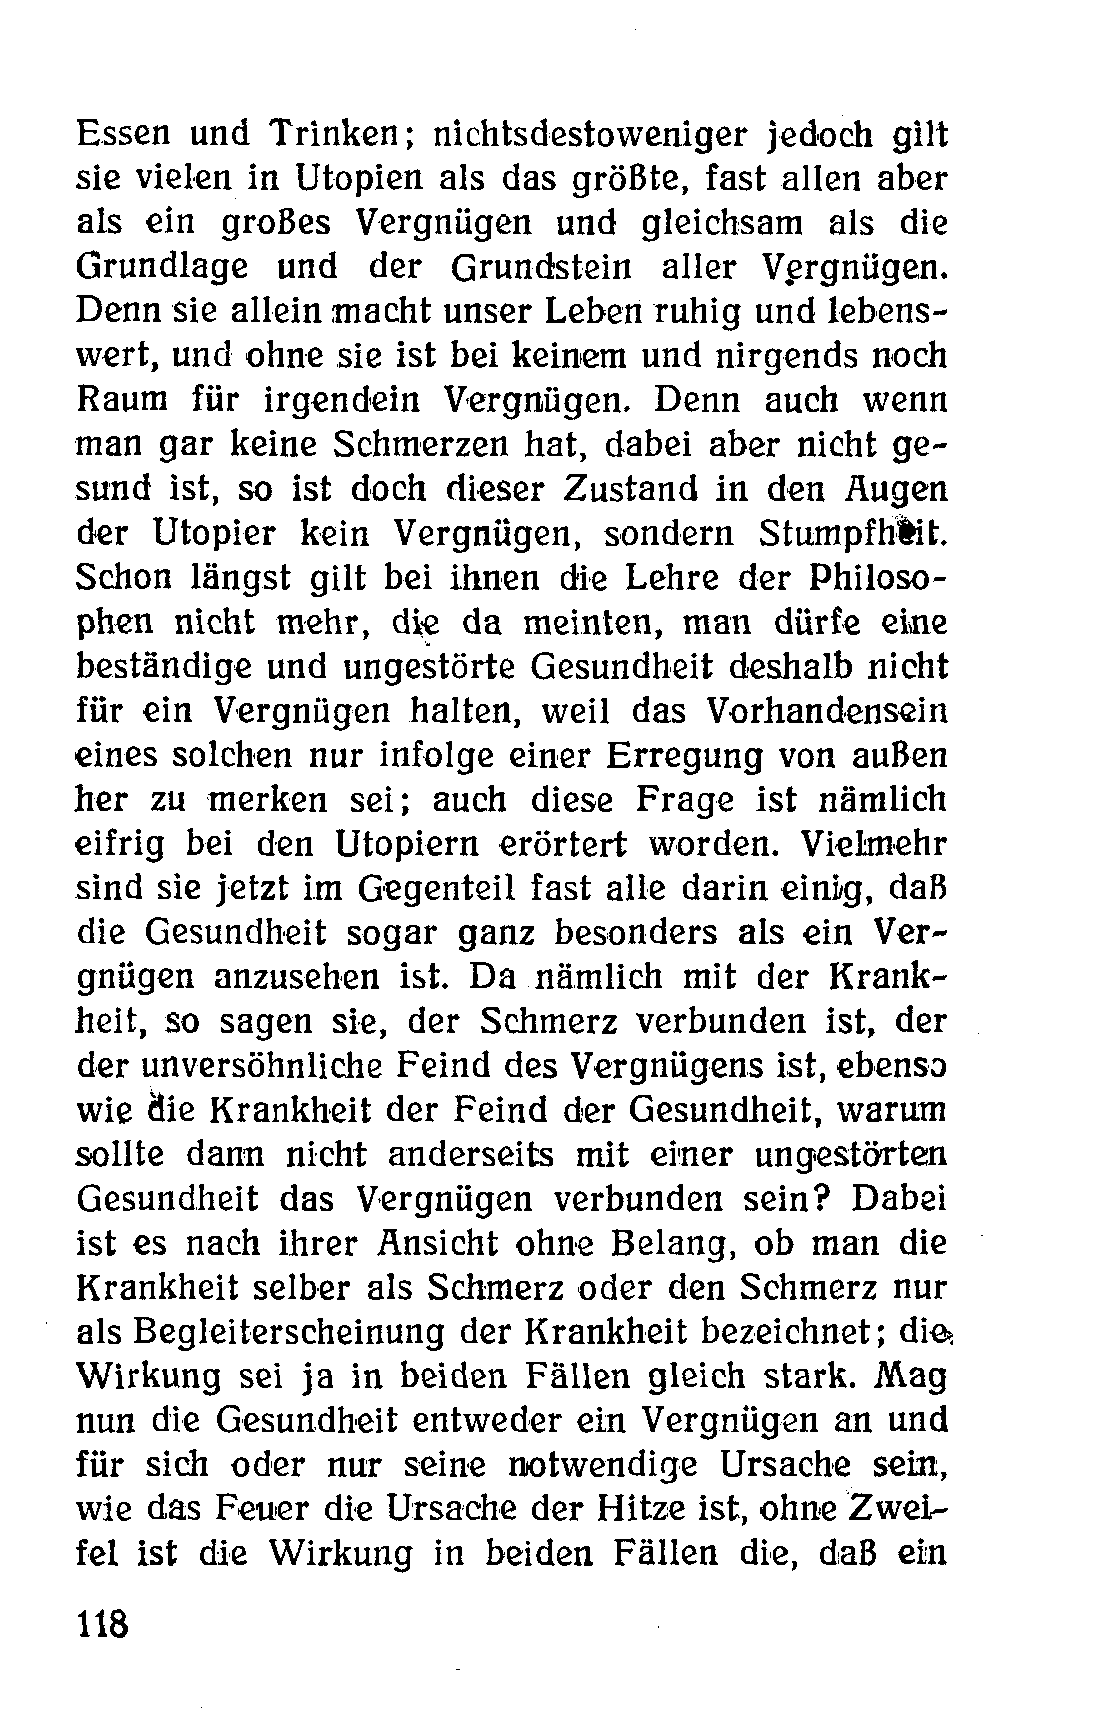 Essen und Trinken; nichtsdestoweniger jedoch gilt
sie vielen in Utopien als das größte, fast allen aber
als ein großes Vergnügen und gleichsam als die
Grundlage und der Grundstein aller Vergnügen.
Denn sie allein macht unser Leben ruhig und lebens-
wert, und ohne sie ist bei keinem und nirgends noch
Raum für irgendein Vergnügen. Denn auch wenn
man gar keine Schmerzen hat, dabei aber nicht ge-
sund ist, so ist doch dieser Zustand in den Augen
der Utopier kein Vergnügen, sondern Stumpfheit.
Schon längst gilt bei ihnen die Lehre der Philoso-
phen nicht mehr, die da meinten, man dürfe eine
beständige und ungestörte Gesundheit deshalb nicht
für ein Vergnügen halten, weil das Vorhandensein
eines solchen nur infolge einer Erregung von außen
her zu merken sei; auch diese Frage ist nämlich
eifrig bei den Utopiern erörtert worden. Vielmehr
sind sie jetzt im Gegenteil fast alle darin einig, daß
die Gesundheit sogar ganz besonders als ein Ver-
gnügen anzusehen ist. Da nämlich mit der Krank-
heit, so sagen sie, der Schmerz verbunden ist, der
der unversöhnliche Feind des Vergnügens ist, ebenso
wie die Krankheit der Feind der Gesundheit, warum
sollte dann nicht anderseits mit einer ungestörten
Gesundheit das Vergnügen verbunden sein? Dabei
ist es nach ihrer Ansicht ohne Belang, ob man die
Krankheit selber als Schmerz oder den Schmerz nur
als Begleiterscheinung der Krankheit bezeichnet; die
Wirkung sei ja in beiden Fällen gleich stark. Mag
nun die Gesundheit entweder ein Vergnügen an und
für sich oder nur seine notwendige Ursache sein,
wie das Feuer die Ursache der Hitze ist, ohne Zwei-
fel ist die Wirkung in beiden Fällen die, daß ein
118